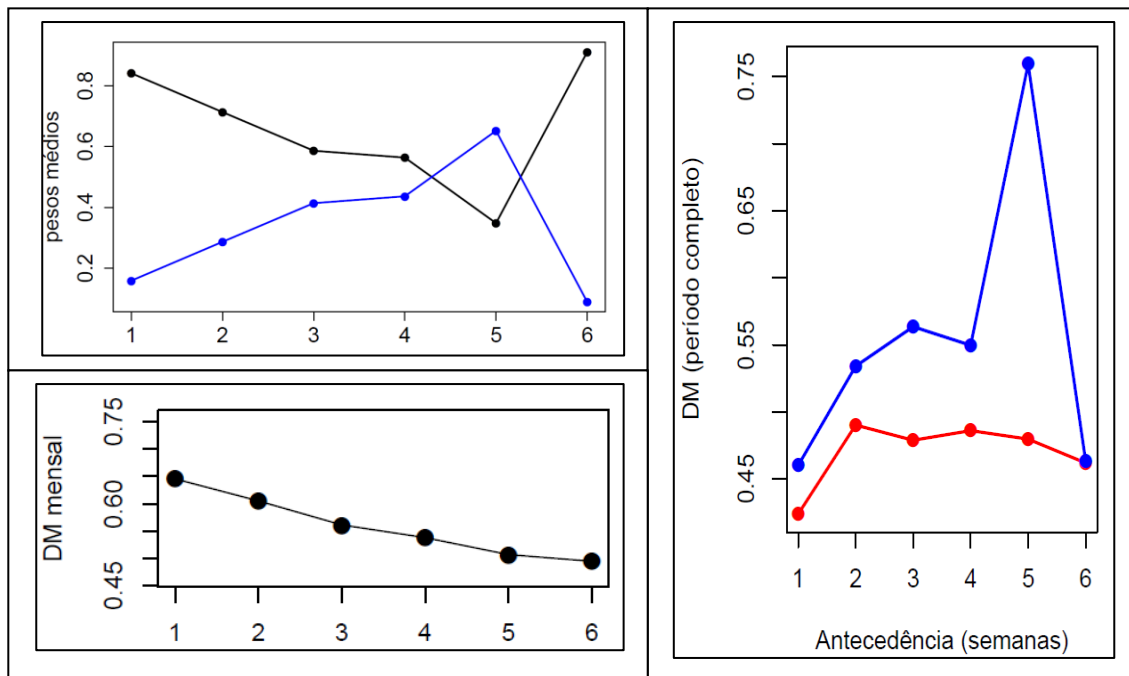 pesos médios
0.8
0.6
0.4
0.2
1 2 3 4 5 6
DM mensal
0.75
0.60
0.45
1 2 3 4 5 6
DM (período completo)
0.75
0.65
0.55
0.45
1 2 3 4 5 6
Antecedência (semanas)